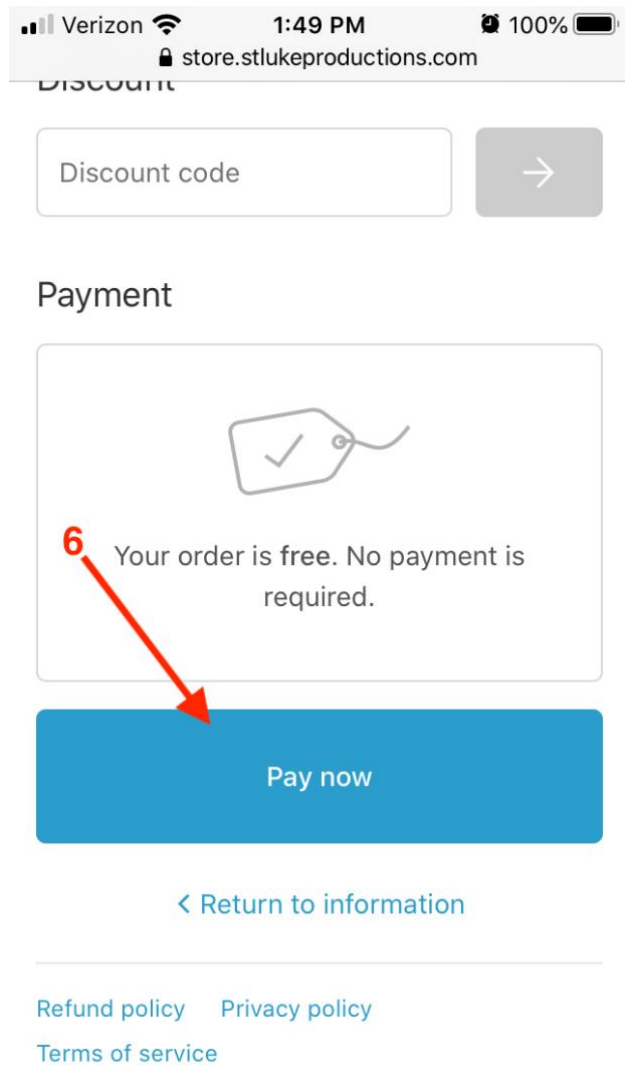 Verizon 1:49 PM 100%
store.stlukeproductions.com
Discount
Discount code
Payment
6
Your order is free. No payment is
required.
Pay now
< Return to information
Refund policy Privacy policy
Terms of service